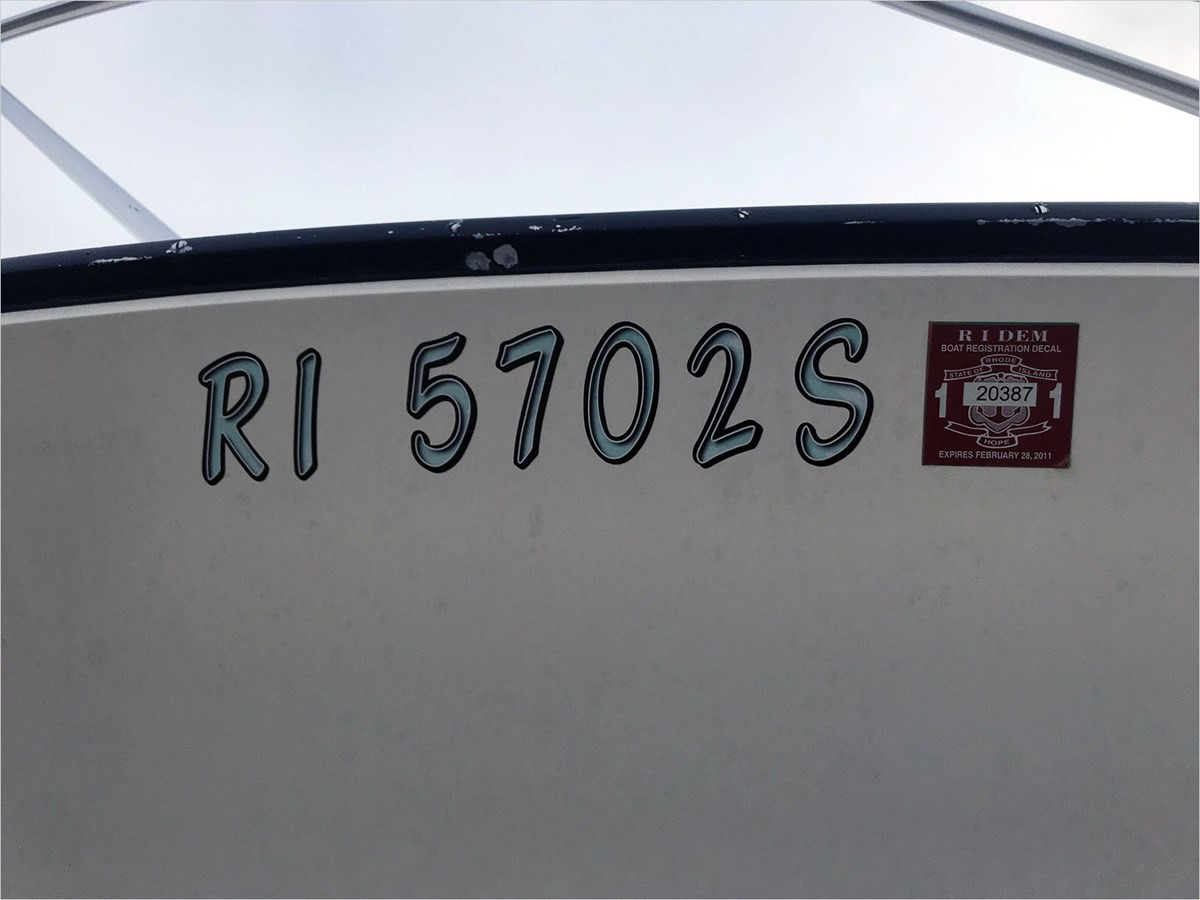 RI 5702S
R I DEM
BOAT REGISTRATION DECAL
RHODE
STATE OF ISLAND
1 20387 1
HOPE
EXPIRES FEBRUARY 28, 2011